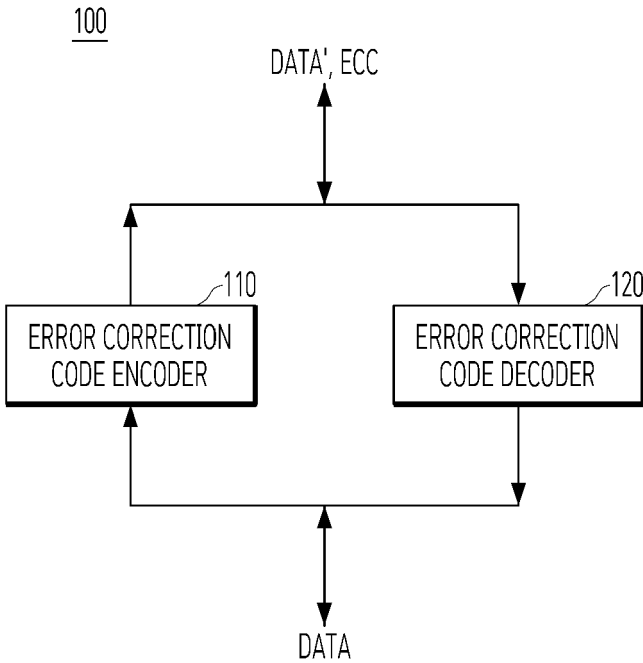 100
DATA', ECC
110
ERROR CORRECTION
CODE ENCODER
120
ERROR CORRECTION
CODE DECODER
DATA